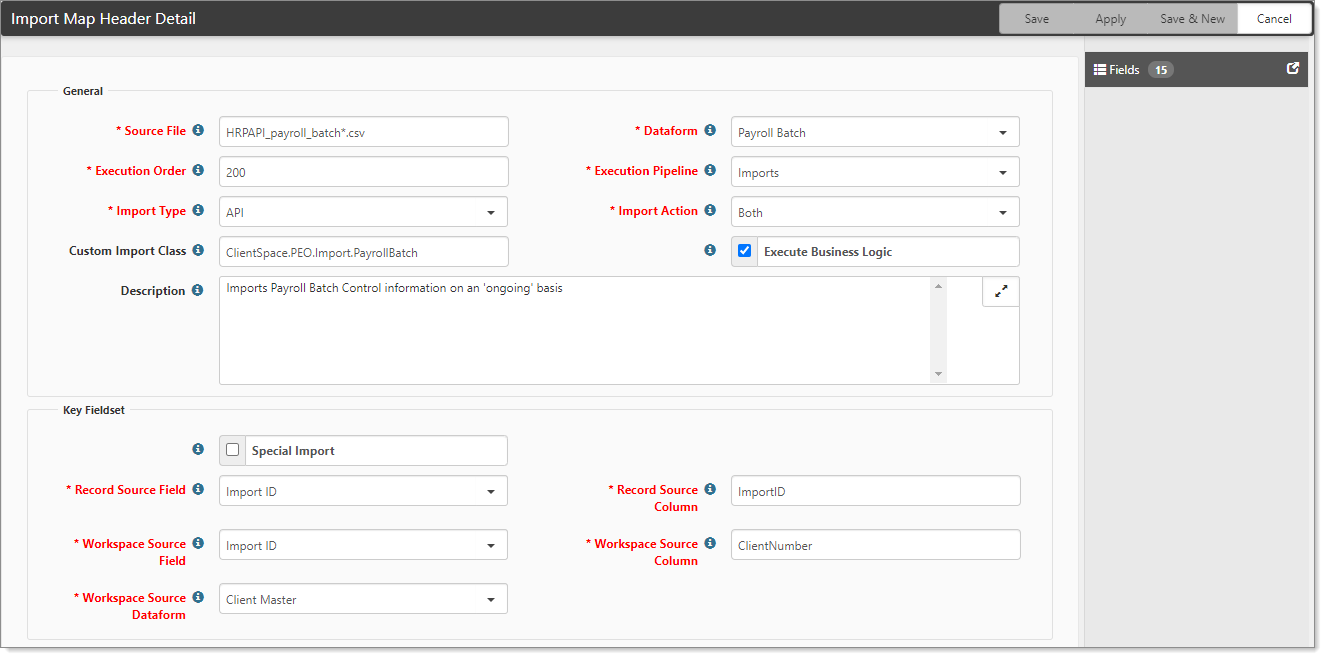 Import Map Header Detail
Save Apply Save & New Cancel
Fields 15
General
* Source File HRPAPI_payroll_batch*.csv * Dataform Payroll Batch
* Execution Order 200 * Execution Pipeline Imports
* Import Type API * Import Action Both
Custom Import Class ClientSpace.PEO.Import.PayrollBatch Execute Business Logic
Description Imports Payroll Batch Control information on an 'ongoing' basis
Key Fieldset
Special Import
* Record Source Field Import ID * Record Source
Column ImportID
* Workspace Source
Field Import ID * Workspace Source
Column ClientNumber
* Workspace Source
Dataform Client Master